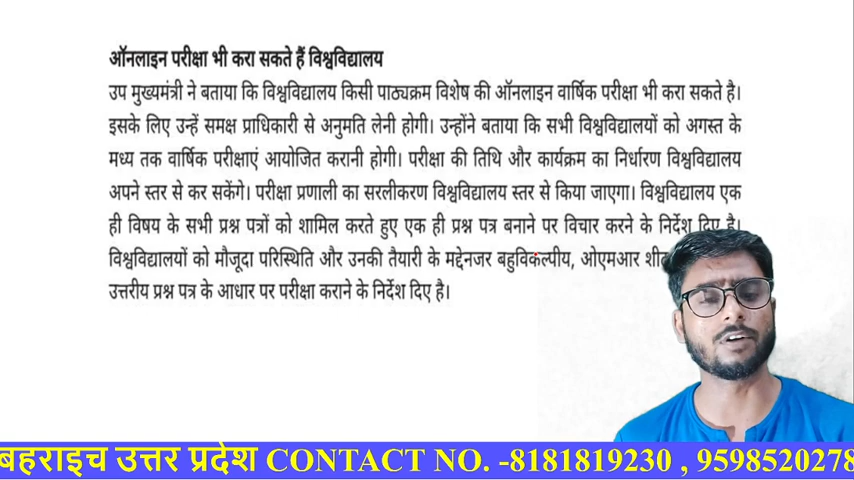 ऑनलाइन परीक्षा भी करा सकते हैं विश्वविद्यालय
उप मुख्यमंत्री ने बताया कि विश्वविद्यालय किसी पाठ्यक्रम विशेष की ऑनलाइन वार्षिक परीक्षा भी करा सकते है।
इसके लिए उन्हें समक्ष प्राधिकारी से अनुमति लेनी होगी। उन्होंने बताया कि सभी विश्वविद्यालयों को अगस्त के
मध्य तक वार्षिक परीक्षाएं आयोजित करानी होगी। परीक्षा की तिथि और कार्यक्रम का निर्धारण विश्वविद्यालय
अपने स्तर से कर सकेंगे। परीक्षा प्रणाली का सरलीकरण विश्वविद्यालय स्तर से किया जाएगा। विश्वविद्यालय एक
ही विषय के सभी प्रश्न पत्रों को शामिल करते हुए एक ही प्रश्न पत्र बनाने पर विचार करने के निर्देश दिए है।
विश्वविद्यालयों को मौजूदा परिस्थिति और उनकी तैयारी के मद्देनजर बहुविकल्पीय, ओएमआर
उत्तरीय प्रश्न पत्र के आधार पर परीक्षा कराने के निर्देश दिए है।
बहराइच उत्तर प्रदेश CONTACT NO. -8181819230 , 9598520278